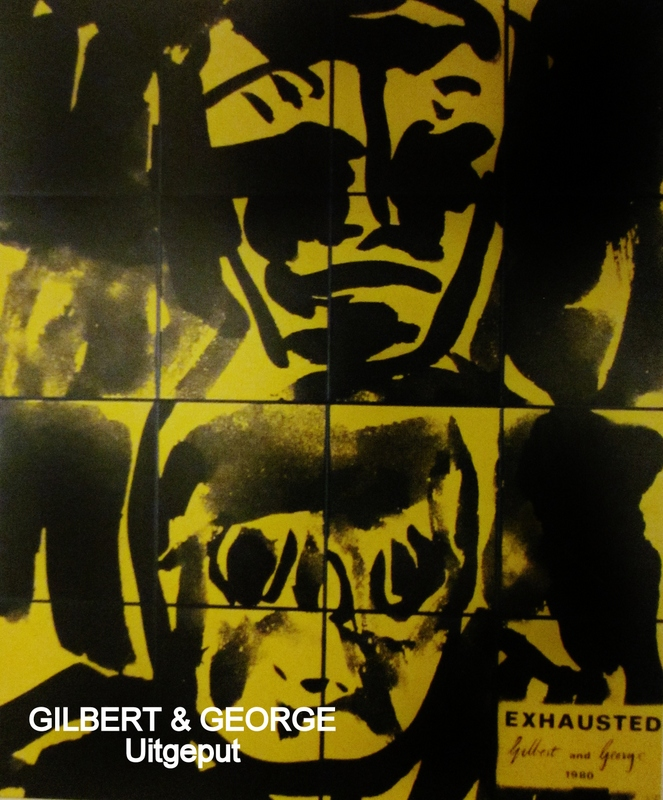 GILBERT & GEORGE
Uitgeput
EXHAUSTED
Gilbert and George
1980